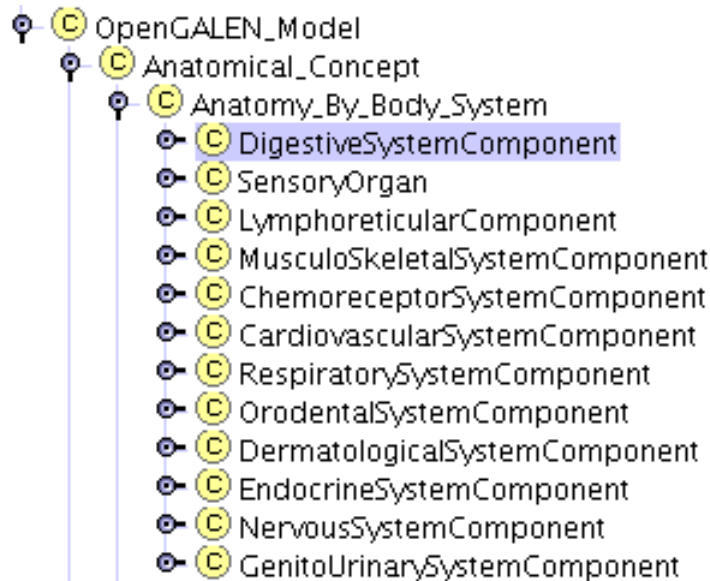 C OpenGALEN_Model
C Anatomical_Concept
C Anatomy_By_Body_System
C DigestiveSystemComponent
C SensoryOrgan
C LymphoreticularComponent
C MusculoSkeletalSystemComponent
C ChemoreceptorSystemComponent
C CardiovascularSystemComponent
C RespiratorySystemComponent
C OrodentalSystemComponent
C DermatologicalSystemComponent
C EndocrineSystemComponent
C NervousSystemComponent
C GenitoUrinarySystemComponent